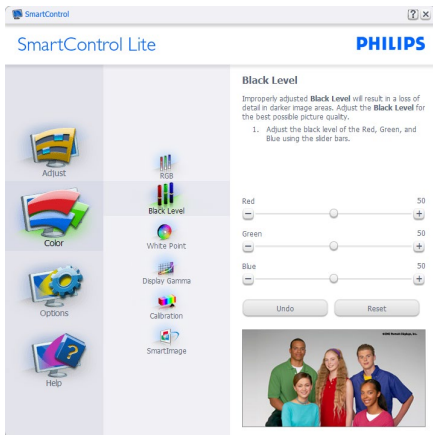 SmartControl
SmartControl Lite
PHILIPS
Adjust
Color
Options
Help
RGB
Black Level
White Point
Display Gamma
Calibration
SmartImage
Black Level
Improperly adjusted Black Level will result in a loss of
detail in darker image areas. Adjust the Black Level for
the best possible picture quality.
1. Adjust the black level of the Red, Green, and
Blue using the slider bars.
Red 50
Green 50
Blue 50
Undo Reset